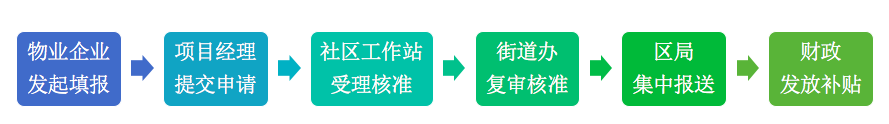 物业企业
发起填报
项目经理
提交申请
社区工作站
受理核准
街道办
复审核准
区局
集中报送
财政
发放补贴